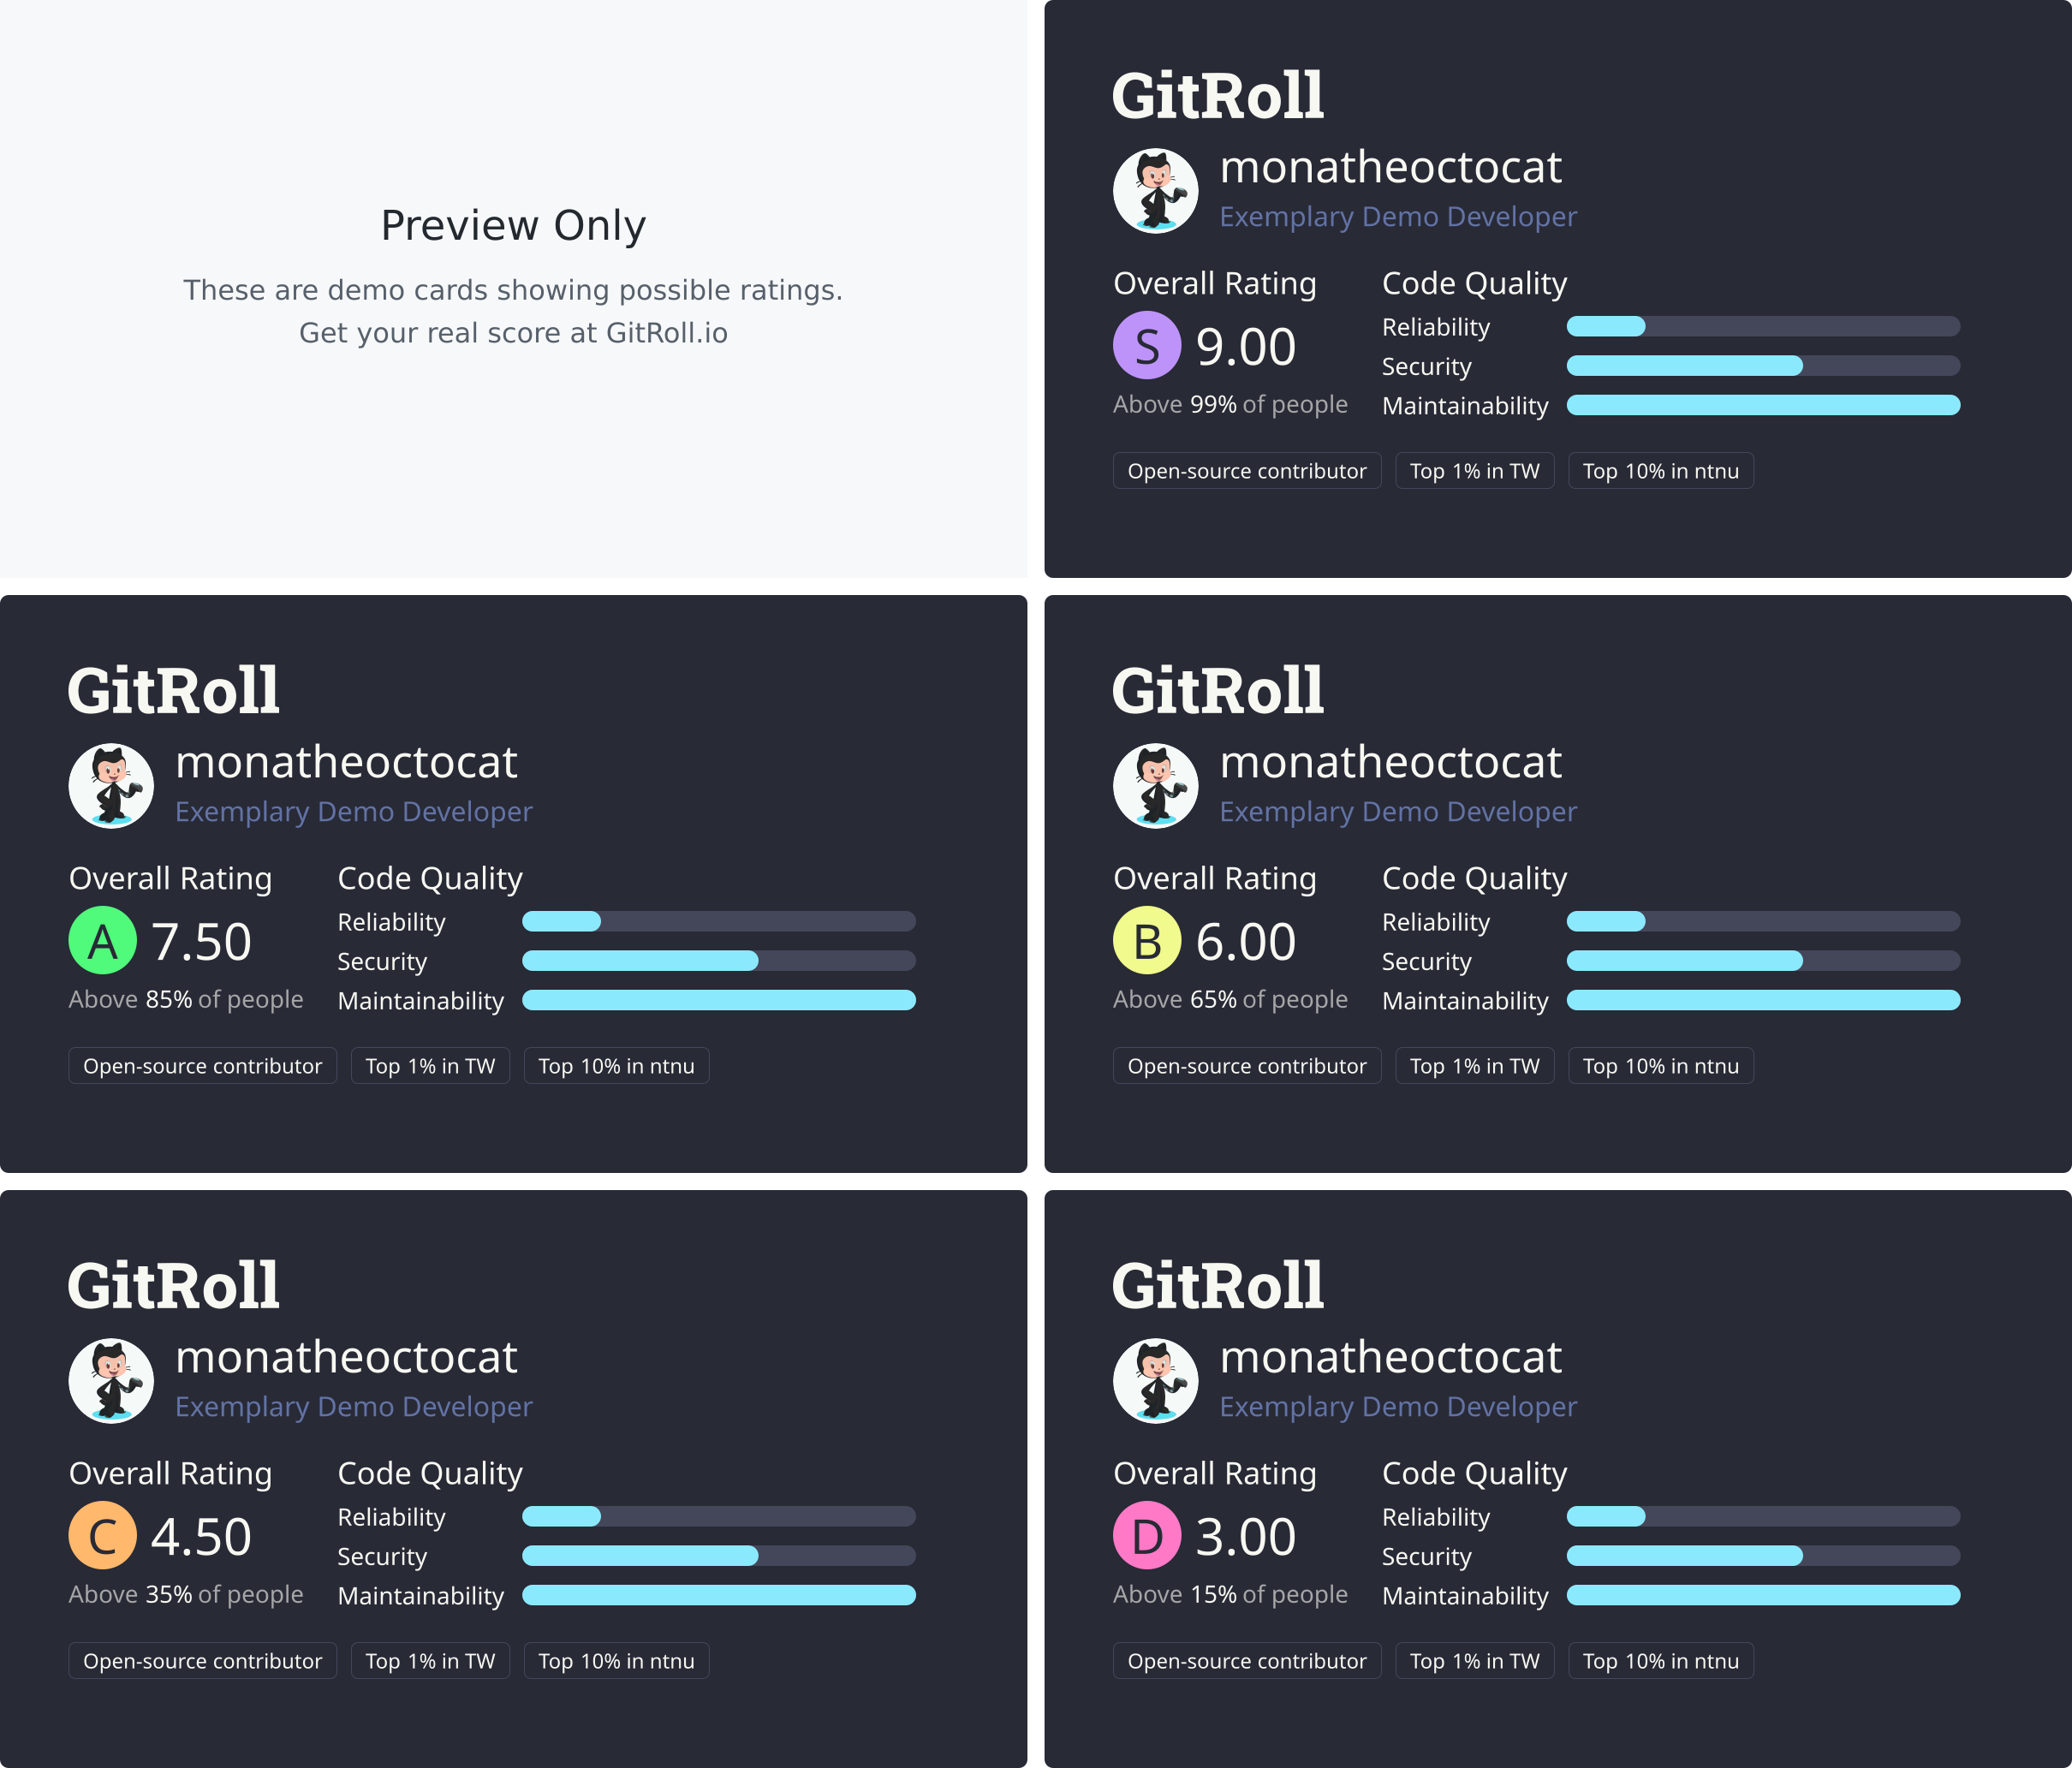 Preview Only
These are demo cards showing possible ratings.
Get your real score at GitRoll.io
GitRoll
monatheoctocat
Exemplary Demo Developer
Overall Rating
S 9.00
Above 99% of people
Code Quality
Reliability
Security
Maintainability
Open-source contributor
Top 1% in TW
Top 10% in ntnu
GitRoll
monatheoctocat
Exemplary Demo Developer
Overall Rating
A 7.50
Above 85% of people
Code Quality
Reliability
Security
Maintainability
Open-source contributor
Top 1% in TW
Top 10% in ntnu
GitRoll
monatheoctocat
Exemplary Demo Developer
Overall Rating
B 6.00
Above 65% of people
Code Quality
Reliability
Security
Maintainability
Open-source contributor
Top 1% in TW
Top 10% in ntnu
GitRoll
monatheoctocat
Exemplary Demo Developer
Overall Rating
C 4.50
Above 35% of people
Code Quality
Reliability
Security
Maintainability
Open-source contributor
Top 1% in TW
Top 10% in ntnu
GitRoll
monatheoctocat
Exemplary Demo Developer
Overall Rating
D 3.00
Above 15% of people
Code Quality
Reliability
Security
Maintainability
Open-source contributor
Top 1% in TW
Top 10% in ntnu